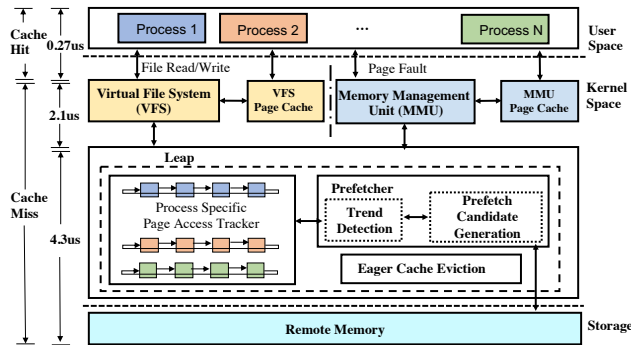 Cache
Hit
0.27us
Process 1
Process 2
...
Process N
User
Space
File Read/Write
Page Fault
Virtual File System
(VFS)
VFS
Page Cache
Memory Management
Unit (MMU)
MMU
Page Cache
Kernel
Space
2.1us
Cache
Miss
4.3us
Leap
Process Specific
Page Access Tracker
Prefetcher
Trend
Detection
Prefetch
Candidate
Generation
Eager Cache Eviction
Remote Memory
Storage